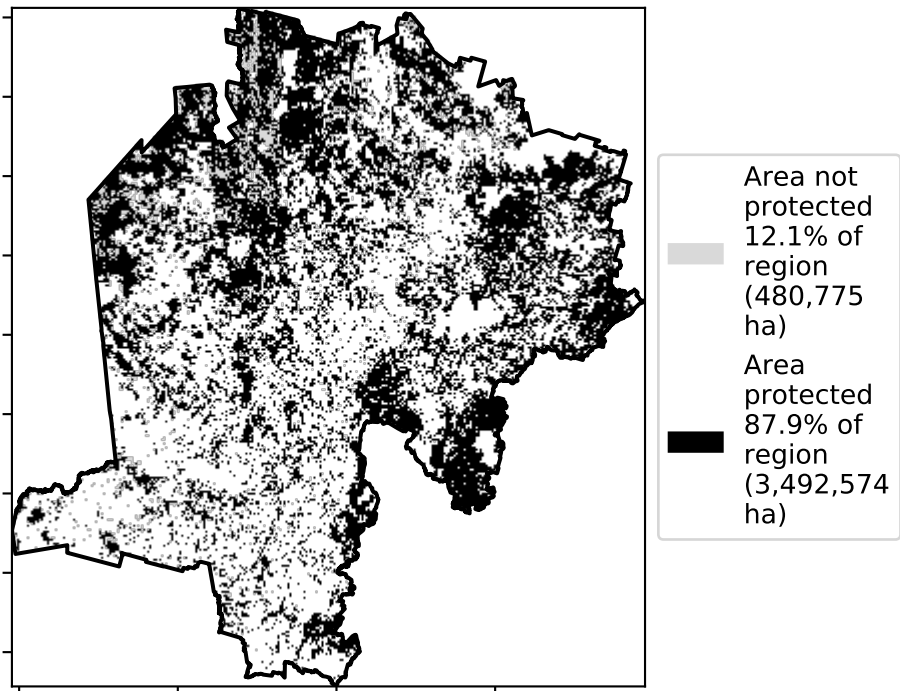 Area not
protected
12.1% of
region
(480,775
ha)
Area
protected
87.9% of
region
(3,492,574
ha)